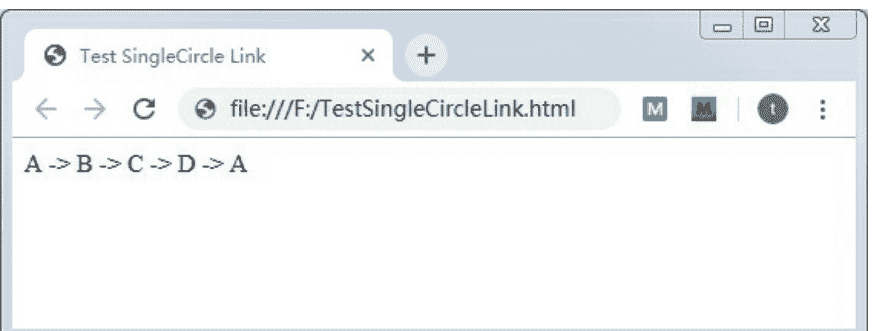 Test SingleCircle Link
file:///F:/TestSingleCircleLink.html M M t
A -> B -> C -> D -> A